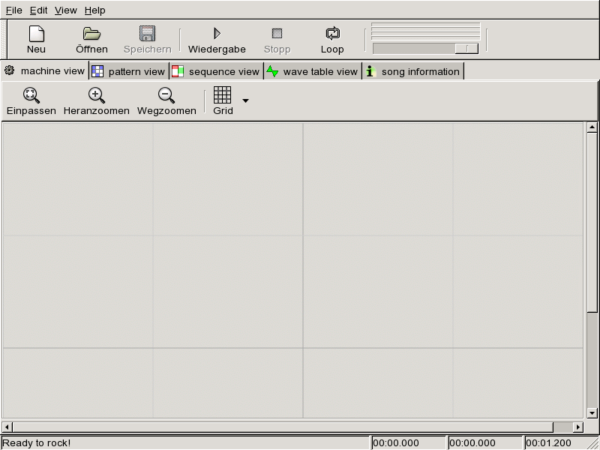 File Edit View Help
Neu Öffnen Speichern Wiedergabe Stopp Loop
machine view pattern view sequence view wave table view song information
Einpassen Heranzoomen Wegzoomen Grid
Ready to rock! 00:00.000 00:00.000 00:01.200